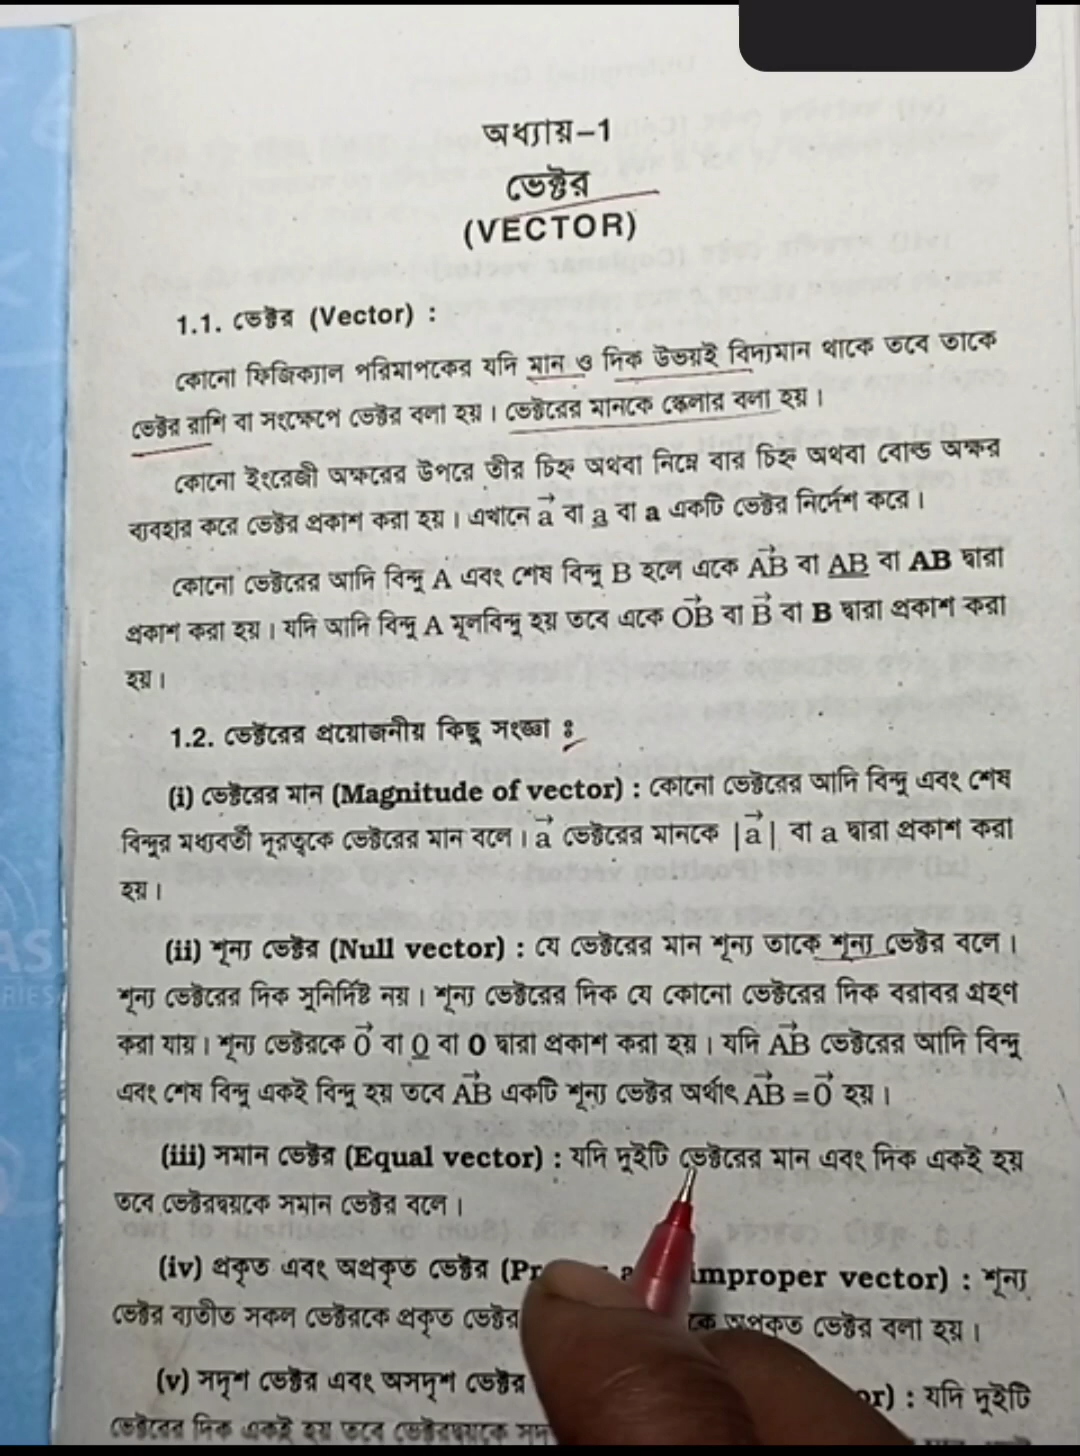 অধ্যায়–1
ভেক্টর
(VECTOR)
1.1. ভেক্টর (Vector) :
কোনো ফিজিক্যাল পরিমাপকের যদি মান ও দিক উভয়ই বিদ্যমান থাকে তবে তাকে
ভেক্টর রাশি বা সংক্ষেপে ভেক্টর বলা হয়। ভেক্টরের মানকে স্কেলার বলা হয়।
কোনো ইংরেজী অক্ষরের উপরে তীর চিহ্ন অথবা নিম্নে বার চিহ্ন অথবা বোল্ড অক্ষর
ব্যবহার করে ভেক্টর প্রকাশ করা হয়। এখানে a⃗ বা a̲ বা a একটি ভেক্টর নির্দেশ করে।
কোনো ভেক্টরের আদি বিন্দু A এবং শেষ বিন্দু B হলে একে AB⃗ বা A̲B̲ বা AB দ্বারা
প্রকাশ করা হয়। যদি আদি বিন্দু A মূলবিন্দু হয় তবে একে OB⃗ বা B⃗ বা B দ্বারা প্রকাশ করা
হয়।
1.2. ভেক্টরের প্রয়োজনীয় কিছু সংজ্ঞা ঃ
(i) ভেক্টরের মান (Magnitude of vector) : কোনো ভেক্টরের আদি বিন্দু এবং শেষ
বিন্দুর মধ্যবর্তী দূরত্বকে ভেক্টরের মান বলে। a⃗ ভেক্টরের মানকে |a⃗| বা a দ্বারা প্রকাশ করা
হয়।
(ii) শূন্য ভেক্টর (Null vector) : যে ভেক্টরের মান শূন্য তাকে শূন্য ভেক্টর বলে।
শূন্য ভেক্টরের দিক সুনির্দিষ্ট নয়। শূন্য ভেক্টরের দিক যে কোনো ভেক্টরের দিক বরাবর গ্রহণ
করা যায়। শূন্য ভেক্টরকে 0⃗ বা 0̲ বা 0 দ্বারা প্রকাশ করা হয়। যদি AB⃗ ভেক্টরের আদি বিন্দু
এবং শেষ বিন্দু একই বিন্দু হয় তবে AB⃗ একটি শূন্য ভেক্টর অর্থাৎ AB⃗ = 0⃗ হয়।
(iii) সমান ভেক্টর (Equal vector) : যদি দুইটি ভেক্টরের মান এবং দিক একই হয়
তবে ভেক্টরদ্বয়কে সমান ভেক্টর বলে।
(iv) প্রকৃত এবং অপ্রকৃত ভেক্টর (Pr improper vector) : শূন্য
ভেক্টর ব্যতীত সকল ভেক্টরকে প্রকৃত ভেক্টর কে অপ্রকৃত ভেক্টর বলা হয়।
(v) সদৃশ ভেক্টর এবং অসদৃশ ভেক্টর or) : যদি দুইটি
ভেক্টরের দিক একই হয় তবে ভেক্টরদ্বয়কে সদৃ